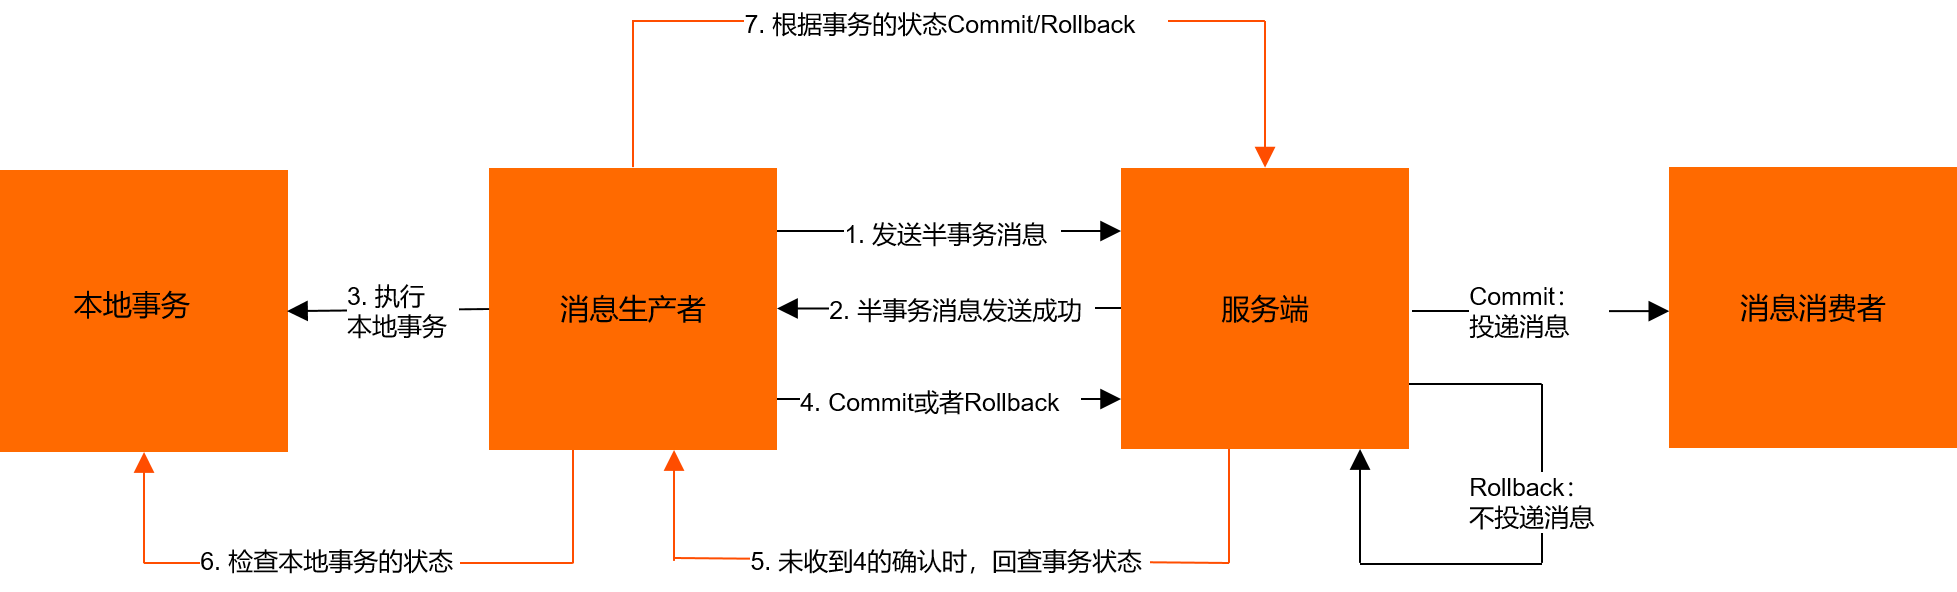 7. 根据事务的状态Commit/Rollback
1. 发送半事务消息
本地事务
3. 执行
本地事务
消息生产者
2. 半事务消息发送成功
服务端
Commit：
投递消息
消息消费者
4. Commit或者Rollback
Rollback：
不投递消息
6. 检查本地事务的状态
5. 未收到4的确认时，回查事务状态